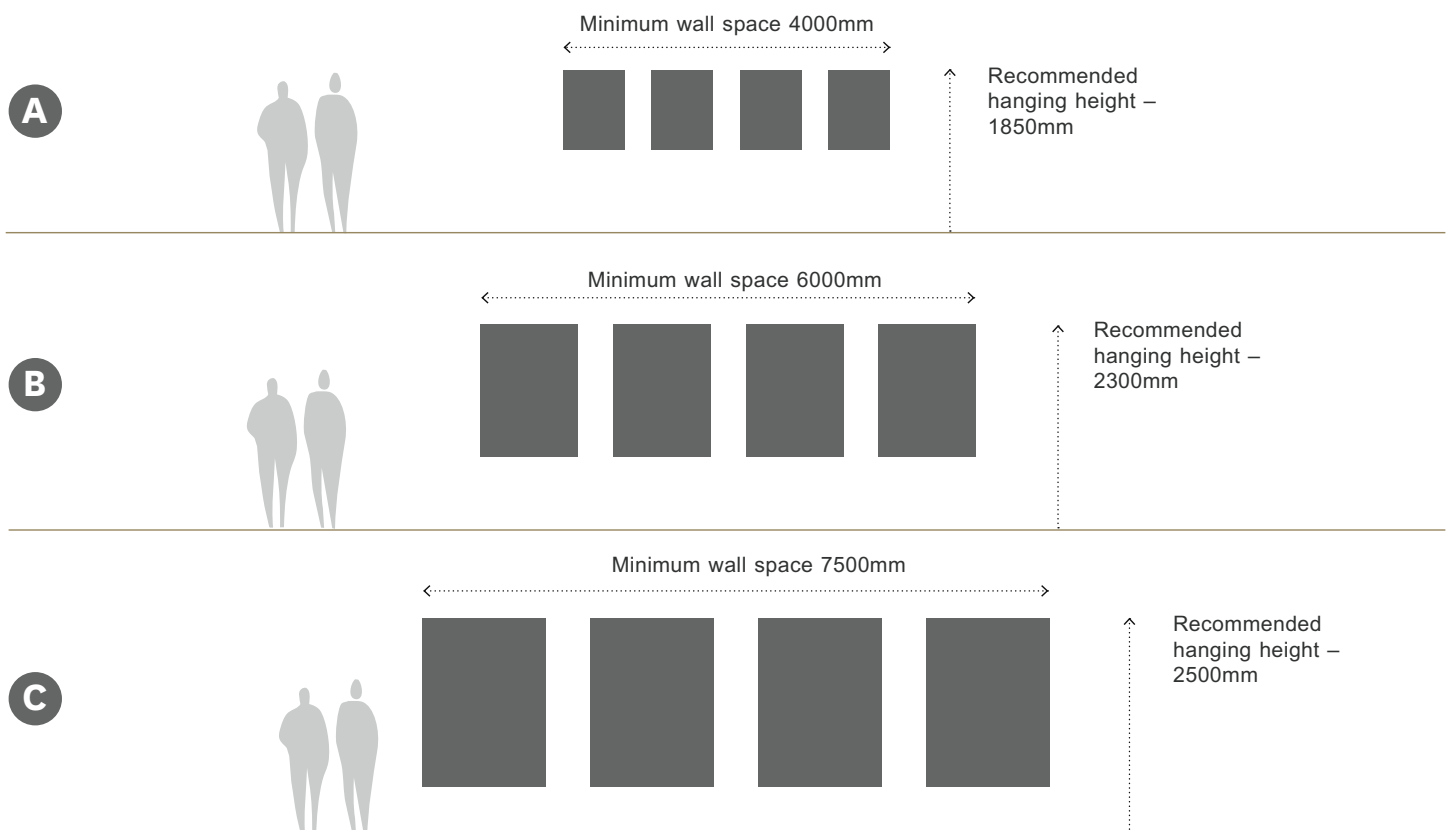 Minimum wall space 4000mm
A
Recommended
hanging height –
1850mm
Minimum wall space 6000mm
B
Recommended
hanging height –
2300mm
Minimum wall space 7500mm
C
Recommended
hanging height –
2500mm